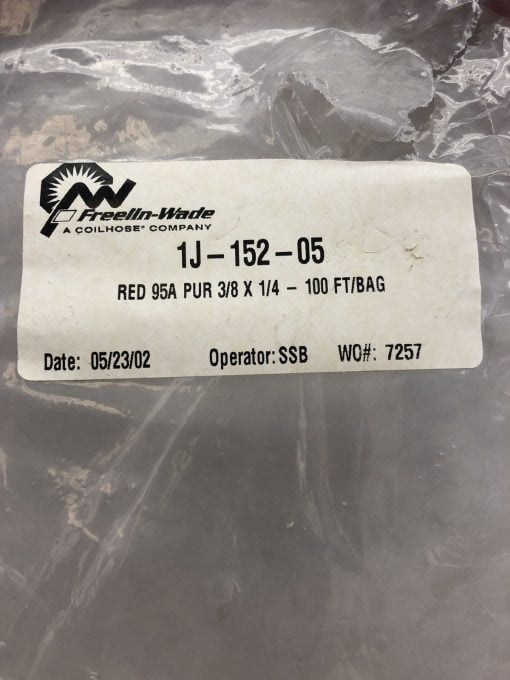 Freelin-Wade
A COILHOSE® COMPANY
1J-152-05
RED 95A PUR 3/8 X 1/4 - 100 FT/BAG
Date: 05/23/02 Operator: SSB WO#: 7257